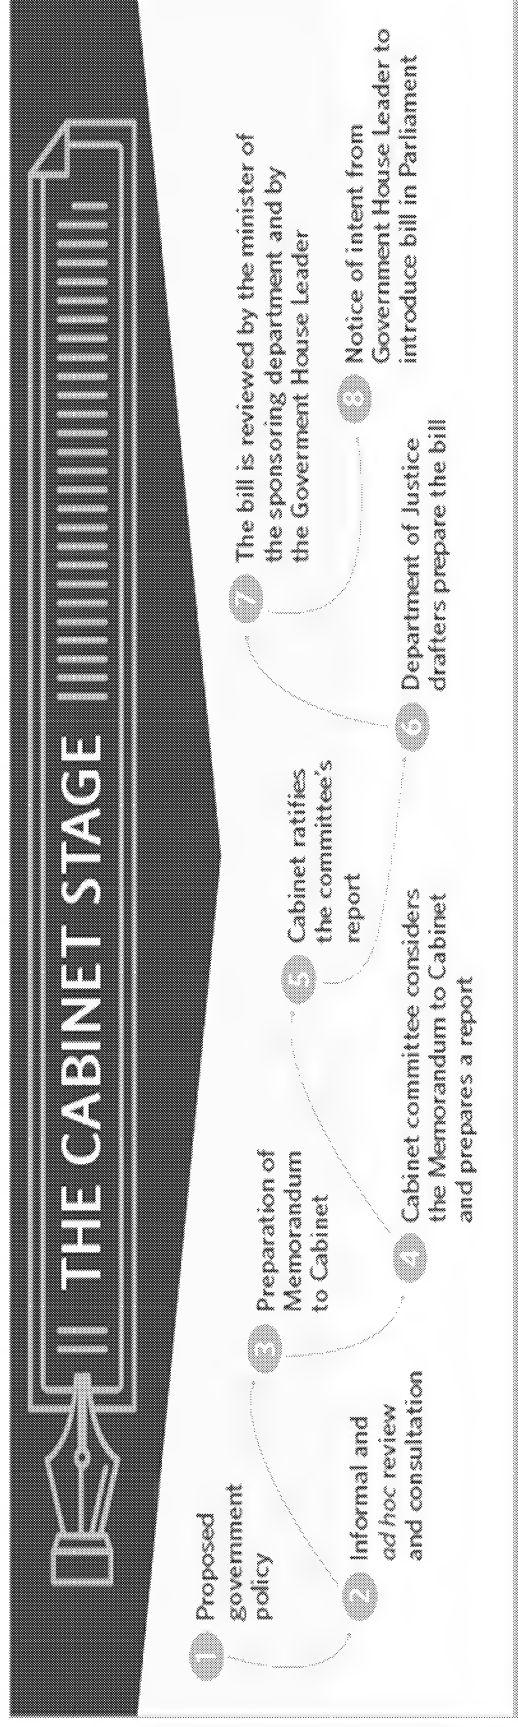 THE CABINET STAGE
1
Proposed
government
policy
2
Informal and
ad hoc review
and consultation
3
Preparation of
Memorandum
to Cabinet
4
Cabinet committee considers
the Memorandum to Cabinet
and prepares a report
5
Cabinet ratifies
the committee's
report
6
Department of Justice
drafters prepare the bill
7
The bill is reviewed by the minister of
the sponsoring department and by
the Goverment House Leader
8
Notice of intent from
Government House Leader to
introduce bill in Parliament